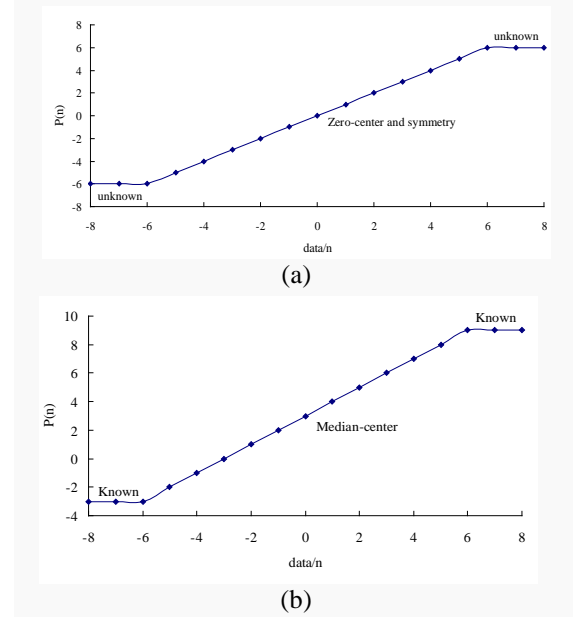 8
6
4
2
0
-2
-4
-6
-8
P(n)
unknown
Zero-center and symmetry
unknown
-8 -6 -4 -2 0 2 4 6 8
data/n
(a)
10
8
6
4
2
0
-2
-4
P(n)
Known
Median-center
Known
-8 -6 -4 -2 0 2 4 6 8
data/n
(b)